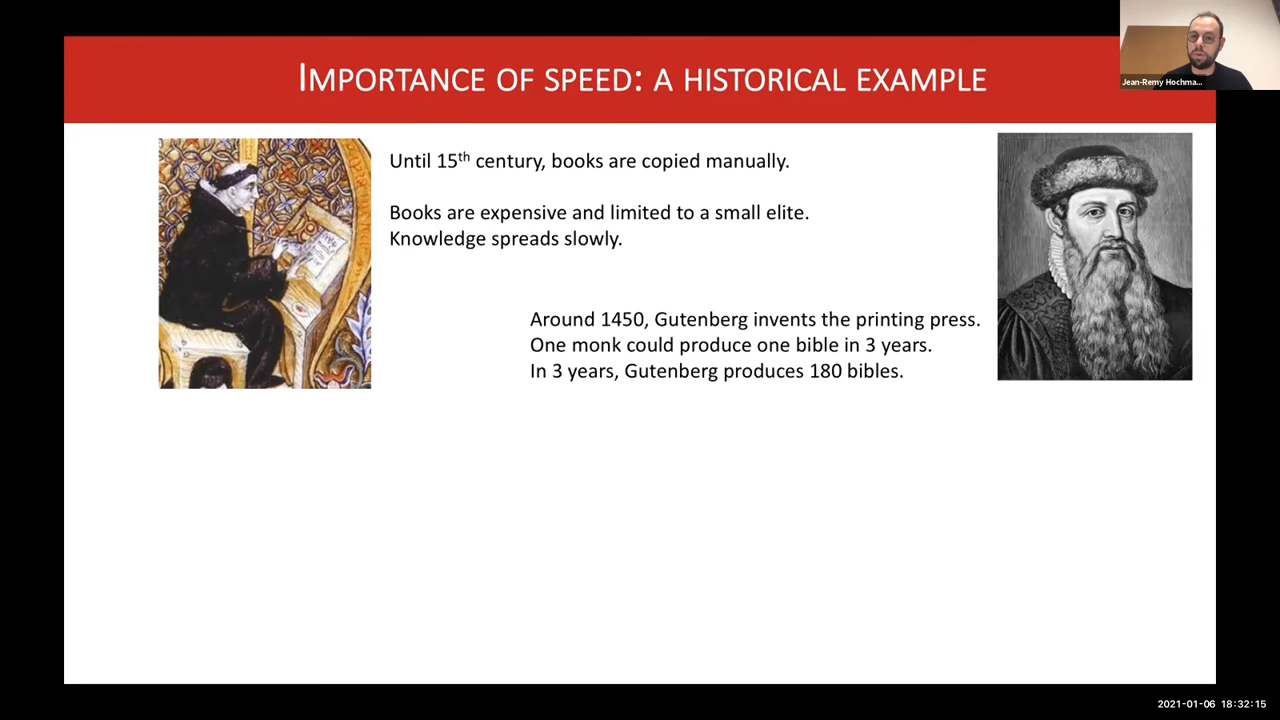 IMPORTANCE OF SPEED: A HISTORICAL EXAMPLE
Jean-Remy Hochma...
Until 15th century, books are copied manually.
Books are expensive and limited to a small elite.
Knowledge spreads slowly.
Around 1450, Gutenberg invents the printing press.
One monk could produce one bible in 3 years.
In 3 years, Gutenberg produces 180 bibles.
2021-01-06 18:32:15